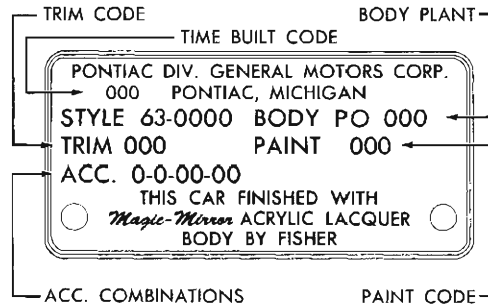 TRIM CODE BODY PLANT
TIME BUILT CODE
PONTIAC DIV. GENERAL MOTORS CORP.
000 PONTIAC, MICHIGAN
STYLE 63-0000 BODY PO 000
TRIM 000 PAINT 000
ACC. 0-0-00-00
THIS CAR FINISHED WITH
Magic-Mirror ACRYLIC LACQUER
BODY BY FISHER
ACC. COMBINATIONS PAINT CODE